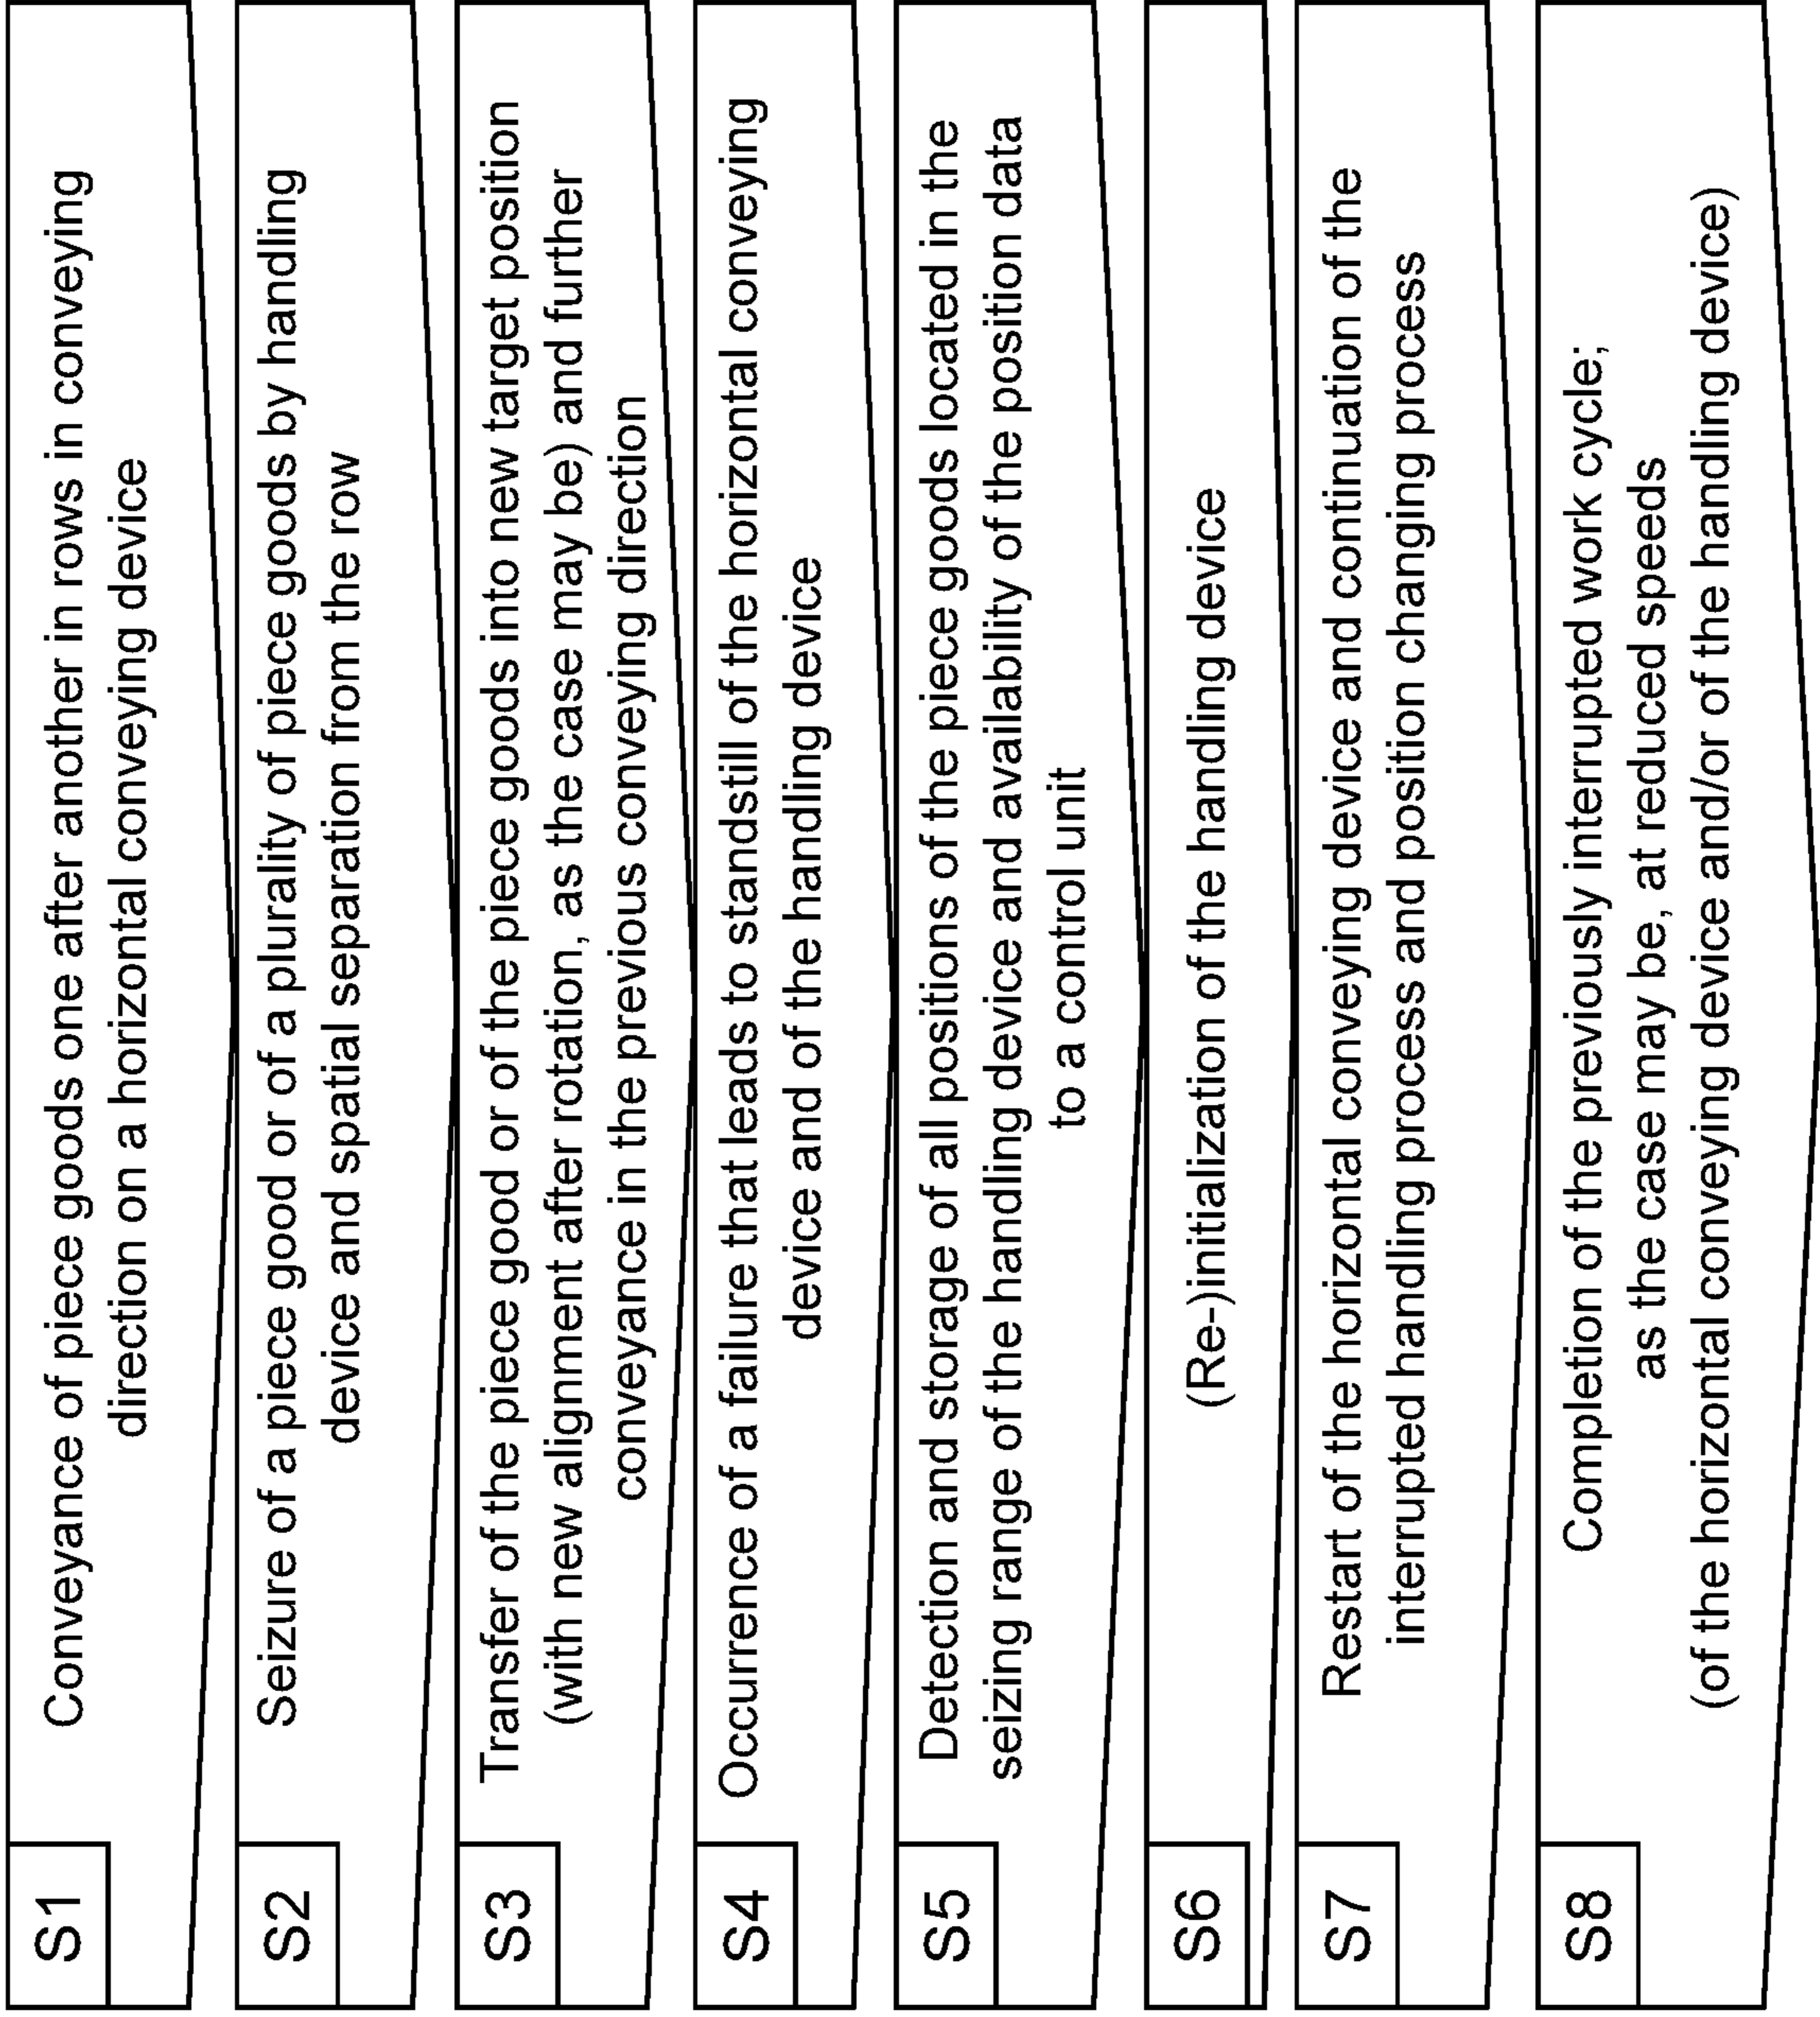 S1
Conveyance of piece goods one after another in rows in conveying
direction on a horizontal conveying device
S2
Seizure of a piece good or of a plurality of piece goods by handling
device and spatial separation from the row
S3
Transfer of the piece good or of the piece goods into new target position
(with new alignment after rotation, as the case may be) and further
conveyance in the previous conveying direction
S4
Occurrence of a failure that leads to standstill of the horizontal conveying
device and of the handling device
S5
Detection and storage of all positions of the piece goods located in the
seizing range of the handling device and availability of the position data
to a control unit
S6
(Re-)initialization of the handling device
S7
Restart of the horizontal conveying device and continuation of the
interrupted handling process and position changing process
S8
Completion of the previously interrupted work cycle;
as the case may be, at reduced speeds
(of the horizontal conveying device and/or of the handling device)